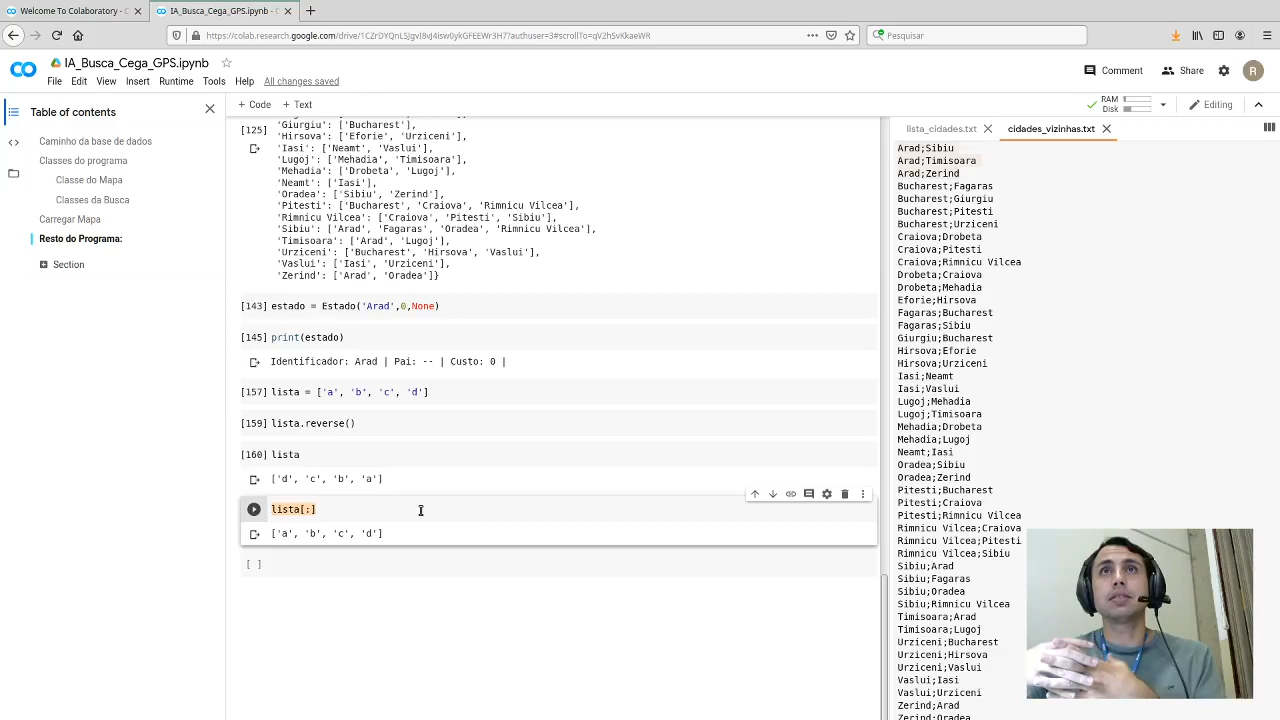 Welcome To Colaboratory - C
IA_Busca_Cega_GPS.ipynb - C
https://colab.research.google.com/drive/1CZrDYQnLSJgvI8vJ4isw0ykGFEEWr3H7?authuser=3#scrollTo=qV2hSvKkaeWR
Pesquisar
IA_Busca_Cega_GPS.ipynb
File Edit View Insert Runtime Tools Help All changes saved
Comment
Share
R
Table of contents
Caminho da base de dados
Classes do programa
Classe do Mapa
Classes da Busca
Carregar Mapa
Resto do Programa:
Section
+ Code + Text
RAM
Disk
Editing
[125]
'Giurgiu': ['Bucharest'],
'Hirsova': ['Eforie', 'Urziceni'],
'Iasi': ['Neamt', 'Vaslui'],
'Lugoj': ['Mehadia', 'Timisoara'],
'Mehadia': ['Drobeta', 'Lugoj'],
'Neamt': ['Iasi'],
'Oradea': ['Sibiu', 'Zerind'],
'Pitesti': ['Bucharest', 'Craiova', 'Rimnicu Vilcea'],
'Rimnicu Vilcea': ['Craiova', 'Pitesti', 'Sibiu'],
'Sibiu': ['Arad', 'Fagaras', 'Oradea', 'Rimnicu Vilcea'],
'Timisoara': ['Arad', 'Lugoj'],
'Urziceni': ['Bucharest', 'Hirsova', 'Vaslui'],
'Vaslui': ['Iasi', 'Urziceni'],
'Zerind': ['Arad', 'Oradea']}
[143] estado = Estado('Arad',0,None)
[145] print(estado)
Identificador: Arad | Pai: -- | Custo: 0 |
[157] lista = ['a', 'b', 'c', 'd']
[159] lista.reverse()
[160] lista
['d', 'c', 'b', 'a']
lista[:]
['a', 'b', 'c', 'd']
[ ]
lista_cidades.txt
cidades_vizinhas.txt
Arad;Sibiu
Arad;Timisoara
Arad;Zerind
Bucharest;Fagaras
Bucharest;Giurgiu
Bucharest;Pitesti
Bucharest;Urziceni
Craiova;Drobeta
Craiova;Pitesti
Craiova;Rimnicu Vilcea
Drobeta;Craiova
Drobeta;Mehadia
Eforie;Hirsova
Fagaras;Bucharest
Fagaras;Sibiu
Giurgiu;Bucharest
Hirsova;Eforie
Hirsova;Urziceni
Iasi;Neamt
Iasi;Vaslui
Lugoj;Mehadia
Lugoj;Timisoara
Mehadia;Drobeta
Mehadia;Lugoj
Neamt;Iasi
Oradea;Sibiu
Oradea;Zerind
Pitesti;Bucharest
Pitesti;Craiova
Pitesti;Rimnicu Vilcea
Rimnicu Vilcea;Craiova
Rimnicu Vilcea;Pitesti
Rimnicu Vilcea;Sibiu
Sibiu;Arad
Sibiu;Fagaras
Sibiu;Oradea
Sibiu;Rimnicu Vilcea
Timisoara;Arad
Timisoara;Lugoj
Urziceni;Bucharest
Urziceni;Hirsova
Urziceni;Vaslui
Vaslui;Iasi
Vaslui;Urziceni
Zerind;Arad
Zerind;Oradea